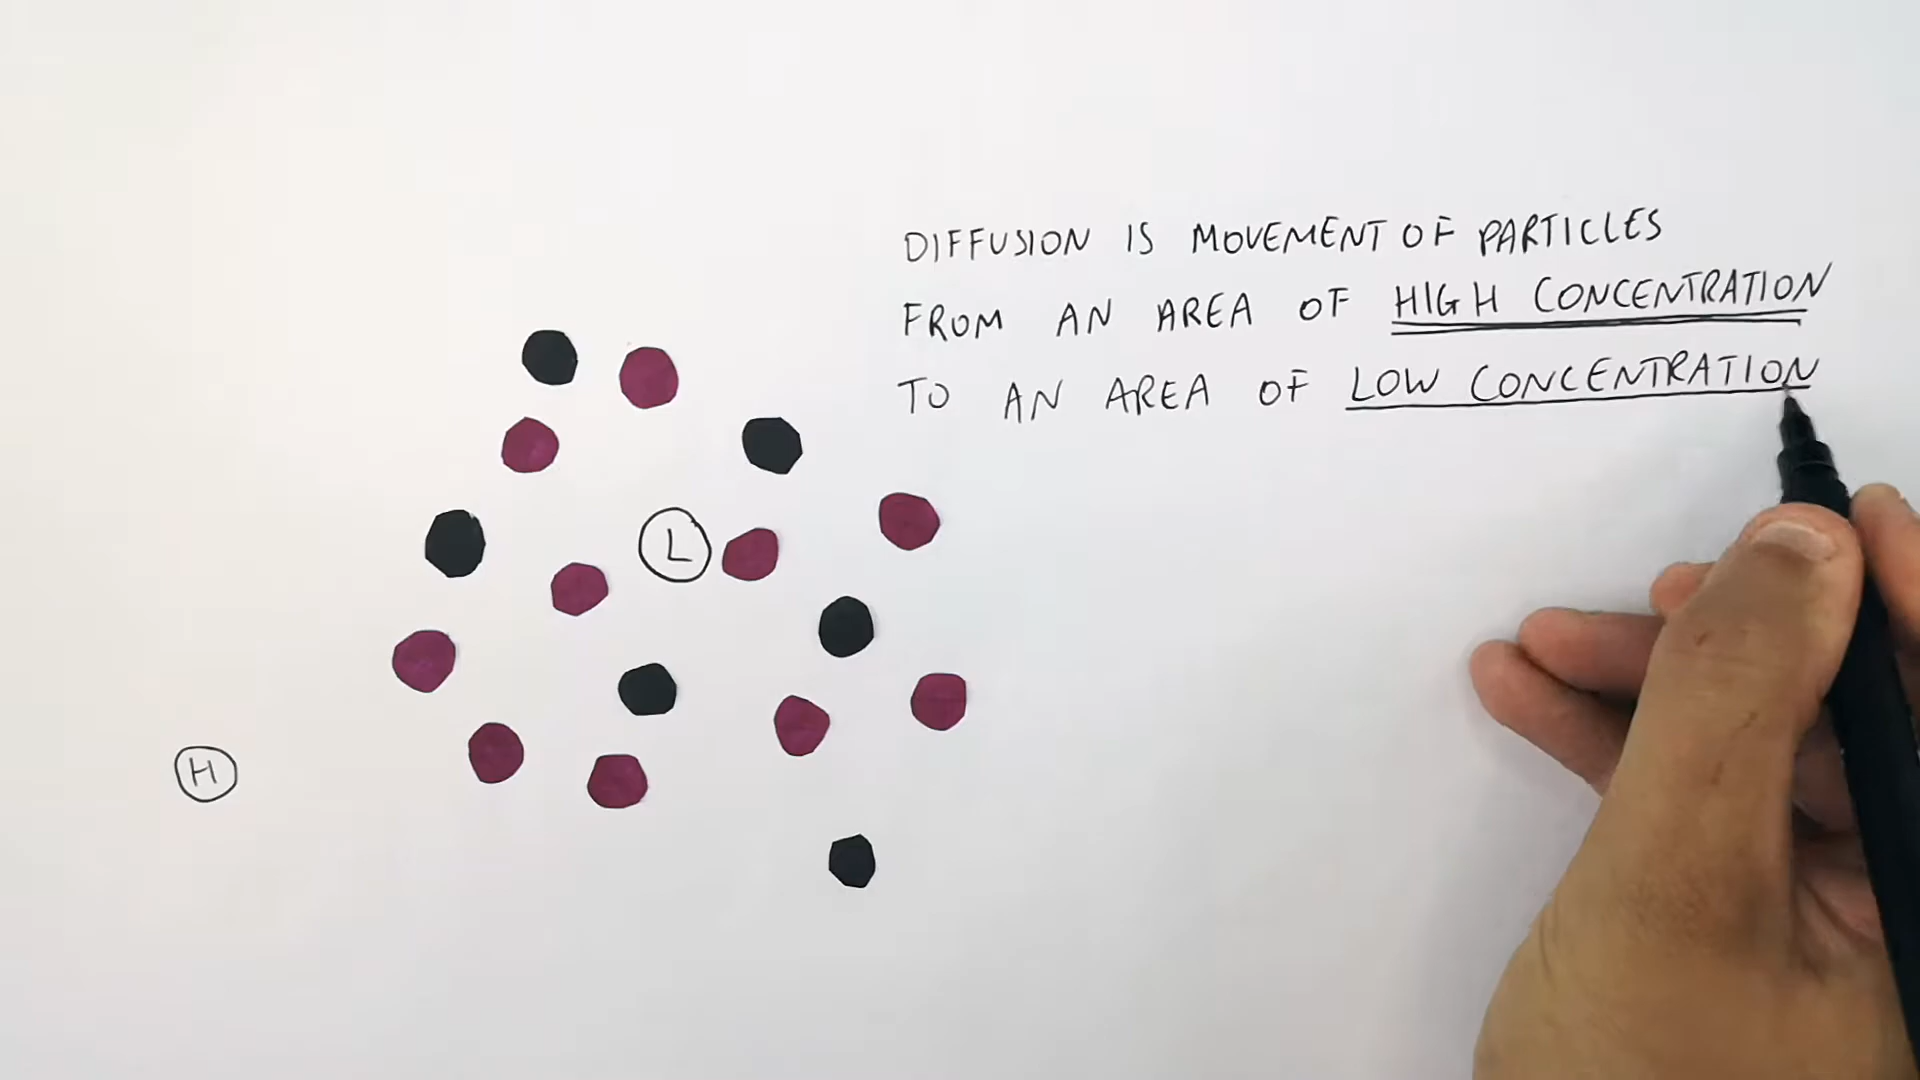 DIFFUSION IS MOVEMENT OF PARTICLES
FROM AN AREA OF HIGH CONCENTRATION
TO AN AREA OF LOW CONCENTRATION
L
H